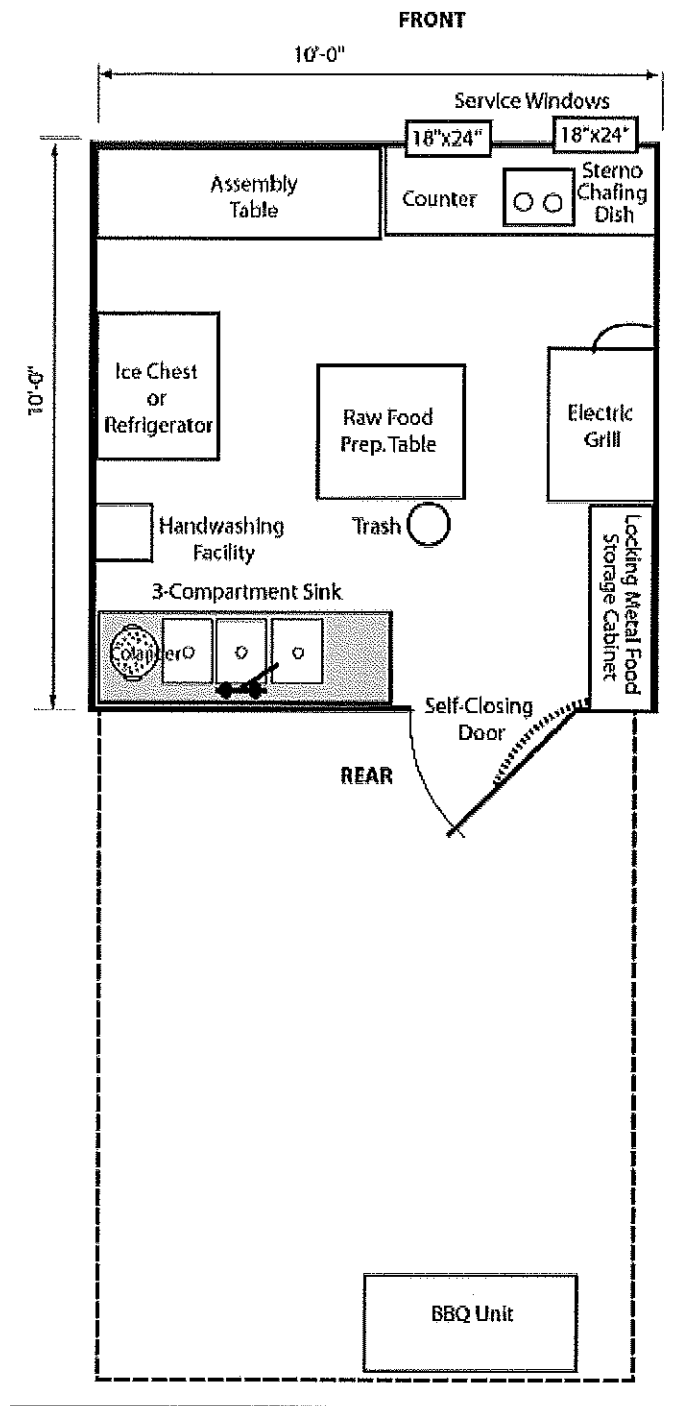 FRONT
10'-0"
Service Windows
18"x24"
18"x24"
Assembly
Table
Counter
Sterno
Chafing
Dish
10'-0"
Ice Chest
or
Refrigerator
Raw Food
Prep. Table
Electric
Grill
Handwashing
Facility
Trash
Locking Metal Food
Storage Cabinet
3-Compartment Sink
Colander
Self-Closing
Door
REAR
BBQ Unit